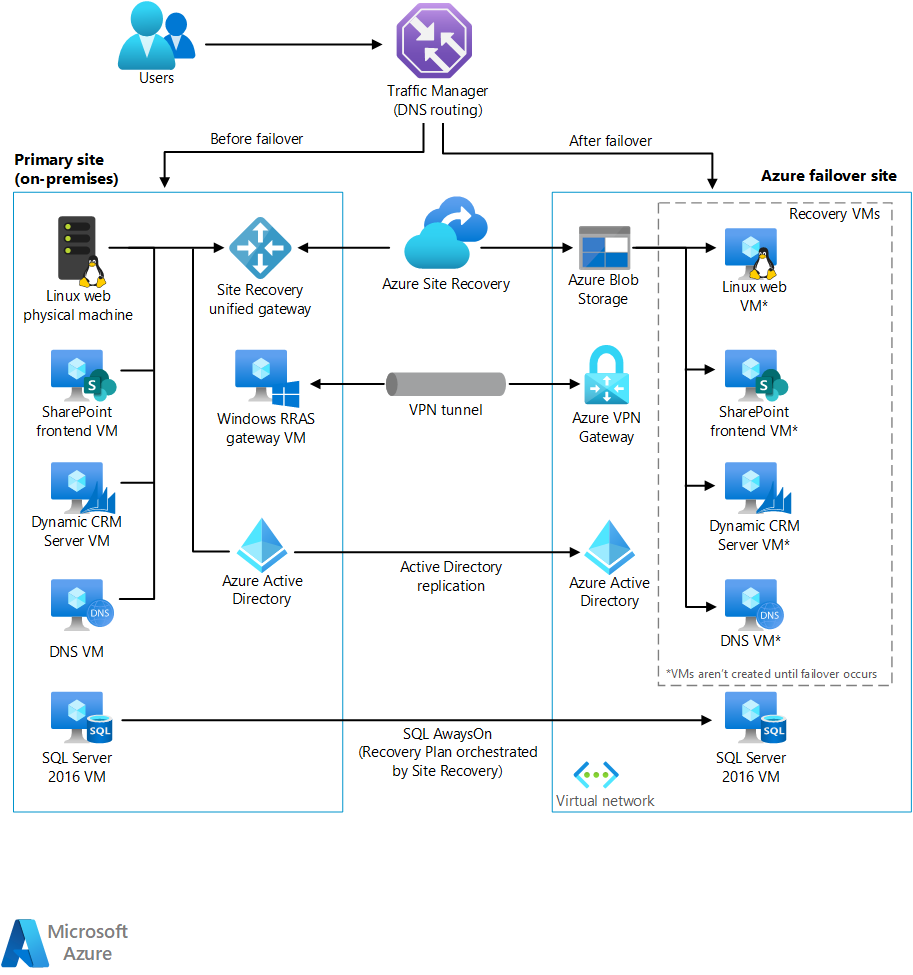 Users
Traffic Manager
(DNS routing)
Before failover
After failover
Primary site
(on-premises)
Azure failover site
Recovery VMs
Linux web
physical machine
Site Recovery
unified gateway
Azure Site Recovery
Azure Blob
Storage
Linux web
VM*
SharePoint
frontend VM
Windows RRAS
gateway VM
VPN tunnel
Azure VPN
Gateway
SharePoint
frontend VM*
Dynamic CRM
Server VM
Dynamic CRM
Server VM*
Azure Active
Directory
Active Directory
replication
Azure Active
Directory
DNS
DNS VM
DNS
DNS VM*
*VMs aren't created until failover occurs
SQL
SQL Server
2016 VM
SQL AwaysOn
(Recovery Plan orchestrated
by Site Recovery)
SQL
SQL Server
2016 VM
Virtual network
Microsoft
Azure